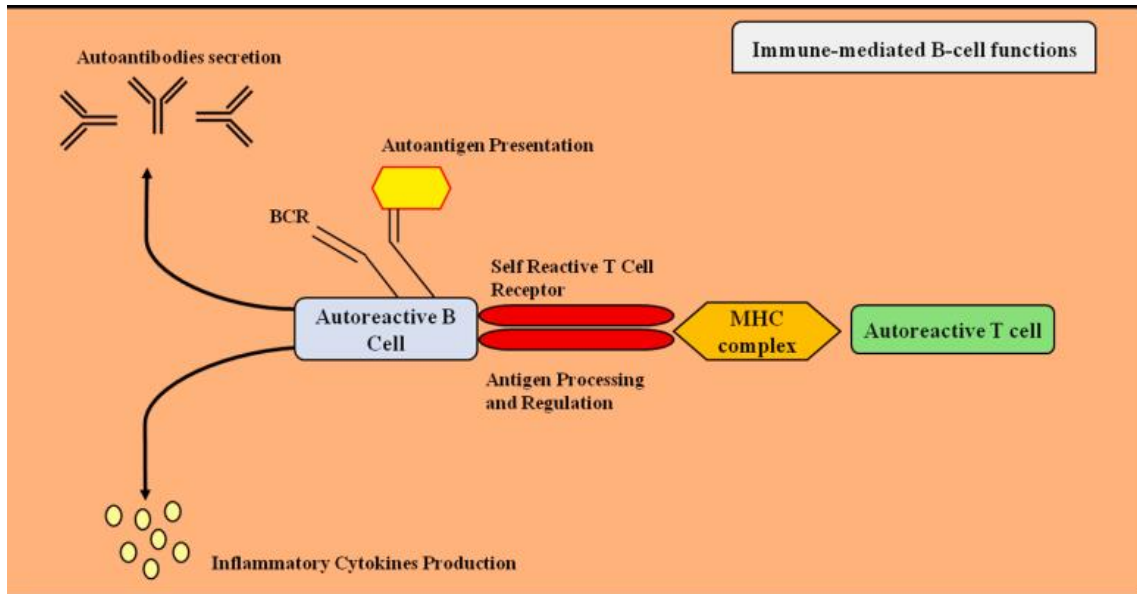 Immune-mediated B-cell functions
Autoantibodies secretion
Autoantigen Presentation
BCR
Self Reactive T Cell
Receptor
Autoreactive B
Cell
MHC
complex
Autoreactive T cell
Antigen Processing
and Regulation
Inflammatory Cytokines Production